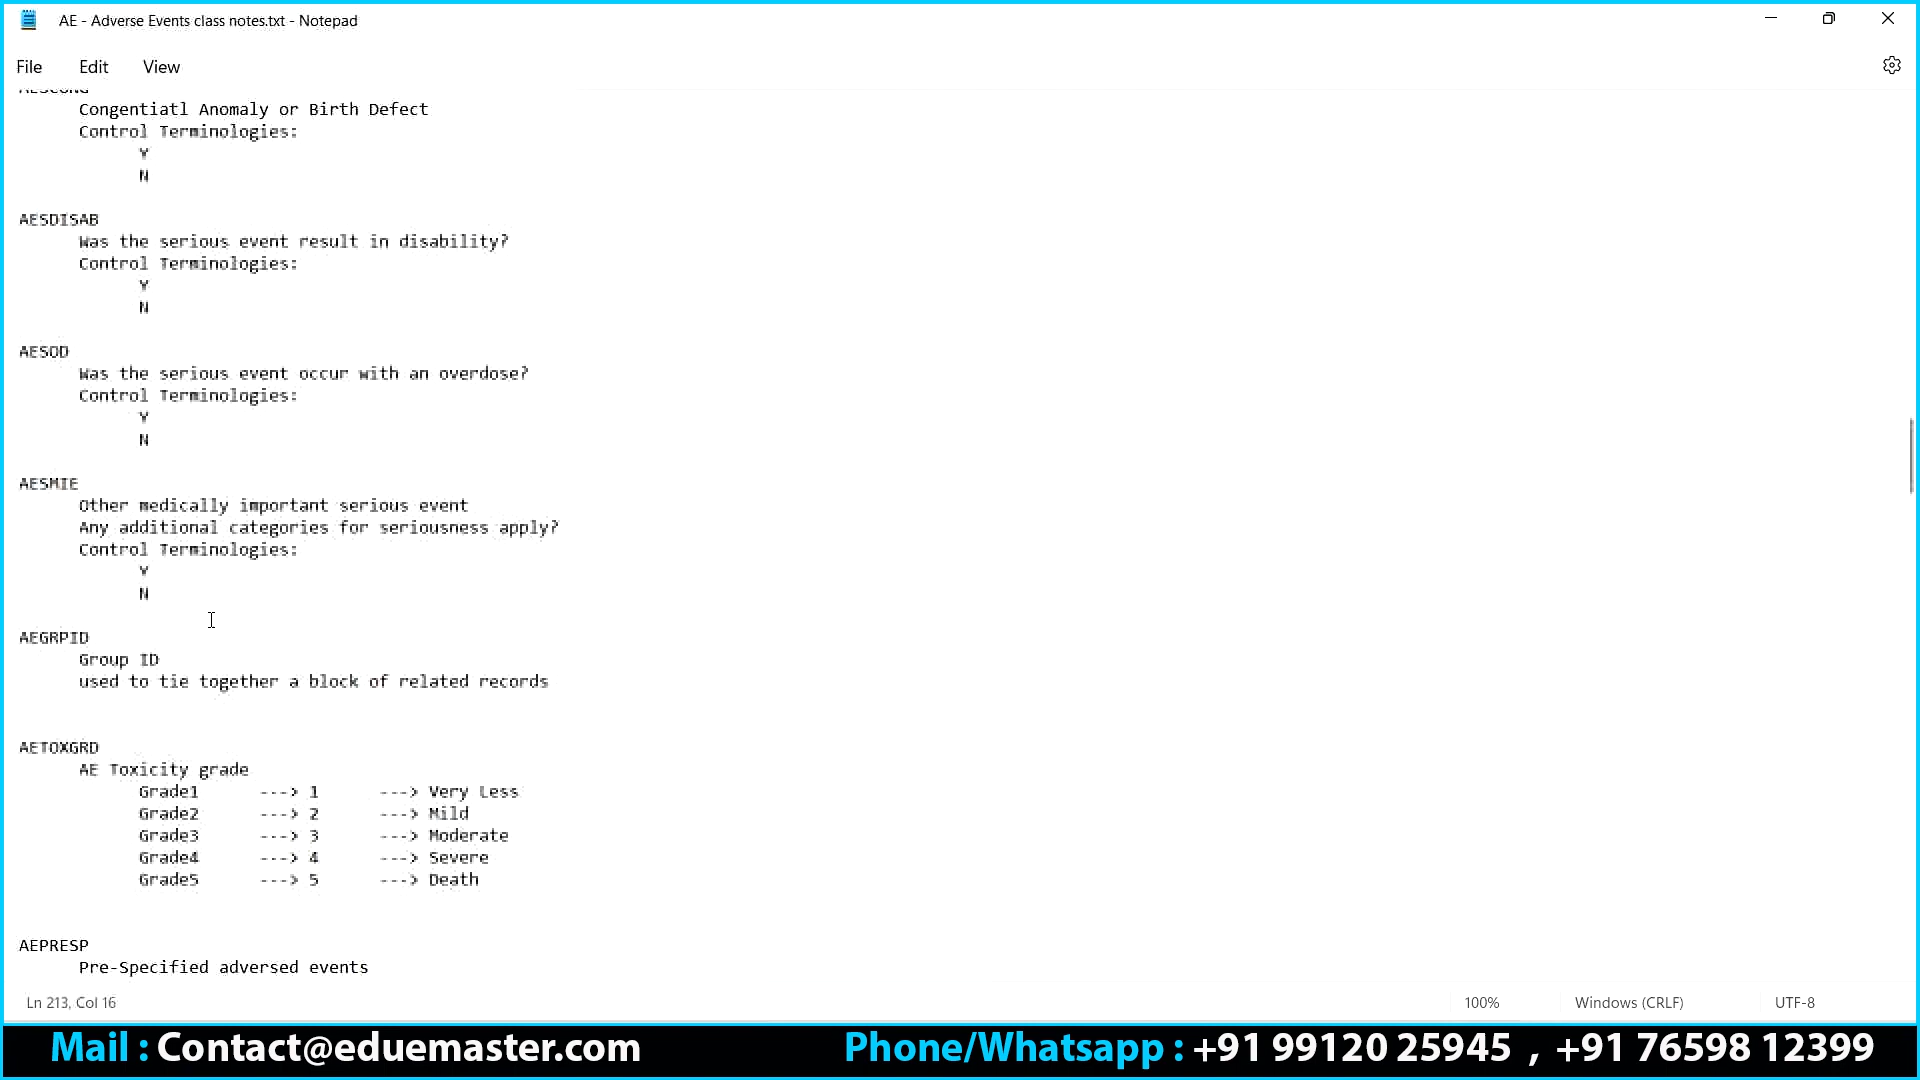 AE - Adverse Events class notes.txt - Notepad
File Edit View
AESCONG
Congentiatl Anomaly or Birth Defect
Control Terminologies:
Y
N
AESDISAB
Was the serious event result in disability?
Control Terminologies:
Y
N
AESOD
Was the serious event occur with an overdose?
Control Terminologies:
Y
N
AESMIE
Other medically important serious event
Any additional categories for seriousness apply?
Control Terminologies:
Y
N
AEGRPID
Group ID
used to tie together a block of related records
AETOXGRD
AE Toxicity grade
Grade1 ---> 1 ---> Very Less
Grade2 ---> 2 ---> Mild
Grade3 ---> 3 ---> Moderate
Grade4 ---> 4 ---> Severe
Grade5 ---> 5 ---> Death
AEPRESP
Pre-Specified adversed events
Ln 213, Col 16 100% Windows (CRLF) UTF-8
Mail : Contact@eduemaster.com Phone/Whatsapp : +91 99120 25945 , +91 76598 12399